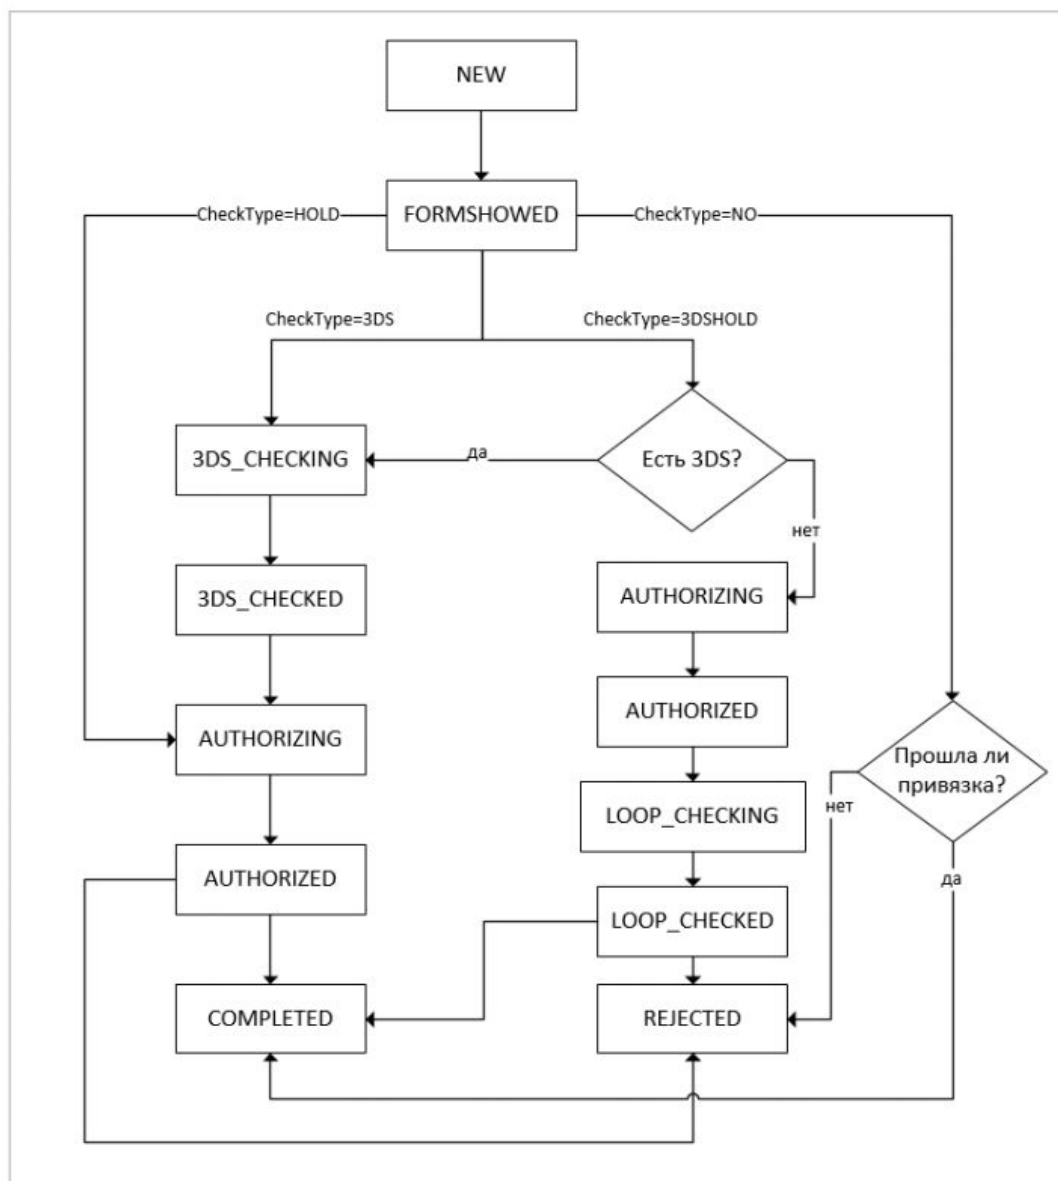 NEW
FORMSHOWED
CheckType=HOLD
CheckType=NO
CheckType=3DS
CheckType=3DSHOLD
3DS_CHECKING
да
Есть 3DS?
нет
3DS_CHECKED
AUTHORIZING
AUTHORIZING
AUTHORIZED
Прошла ли
привязка?
LOOP_CHECKING
нет
AUTHORIZED
да
LOOP_CHECKED
COMPLETED
REJECTED